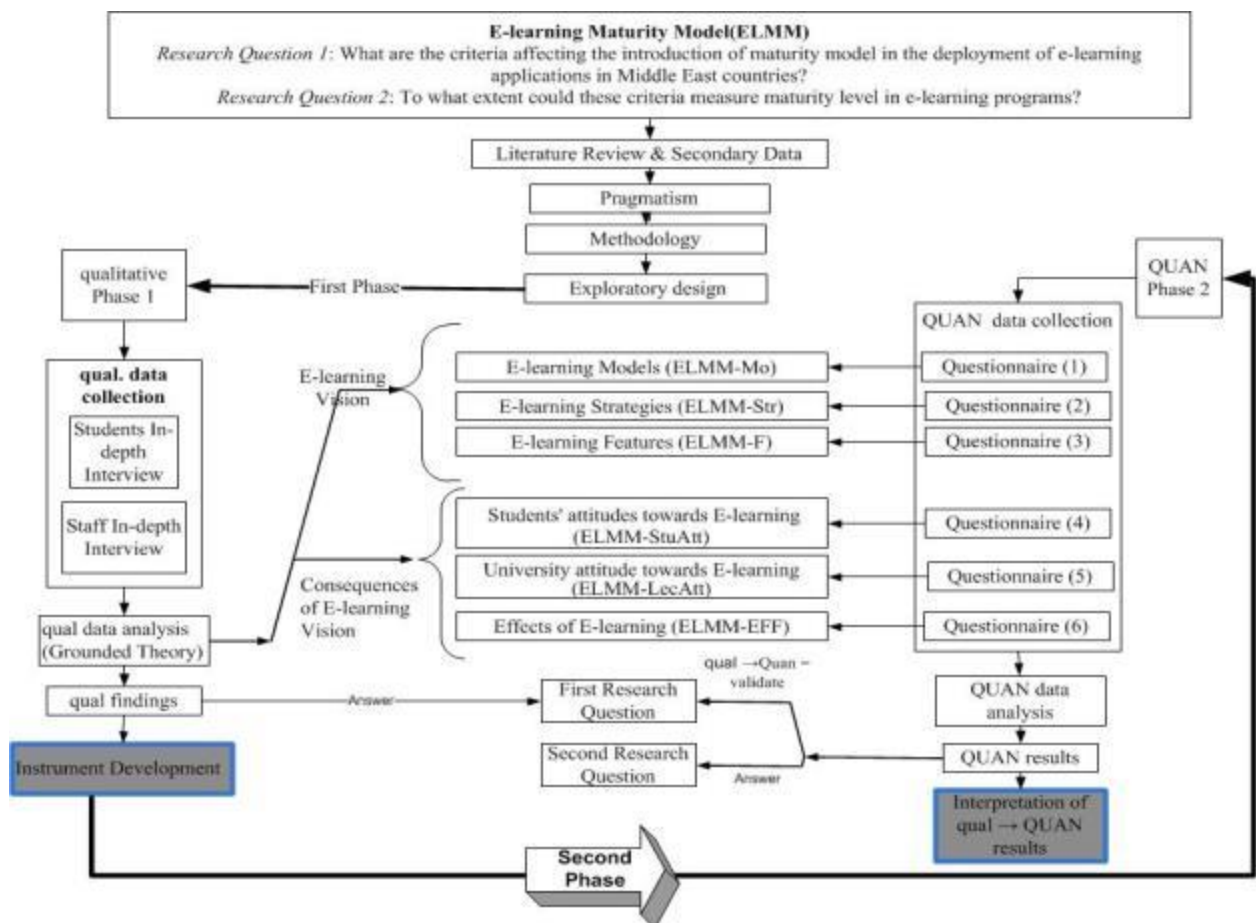 E-learning Maturity Model(ELMM)
Research Question 1: What are the criteria affecting the introduction of maturity model in the deployment of e-learning
applications in Middle East countries?
Research Question 2: To what extent could these criteria measure maturity level in e-learning programs?
Literature Review & Secondary Data
Pragmatism
Methodology
Exploratory design
First Phase
qualitative
Phase 1
qual. data
collection
Students In-
depth
Interview
Staff In-depth
Interview
qual data analysis
(Grounded Theory)
qual findings
Instrument Development
E-learning
Vision
Consequences
of E-learning
Vision
E-learning Models (ELMM-Mo)
E-learning Strategies (ELMM-Str)
E-learning Features (ELMM-F)
Students' attitudes towards E-learning
(ELMM-StuAtt)
University attitude towards E-learning
(ELMM-LecAtt)
Effects of E-learning (ELMM-EFF)
QUAN
Phase 2
QUAN data collection
Questionnaire (1)
Questionnaire (2)
Questionnaire (3)
Questionnaire (4)
Questionnaire (5)
Questionnaire (6)
QUAN data
analysis
QUAN results
Interpretation of
qual → QUAN
results
qual →Quan =
validate
Answer
First Research
Question
Second Research
Question
Answer
Second
Phase